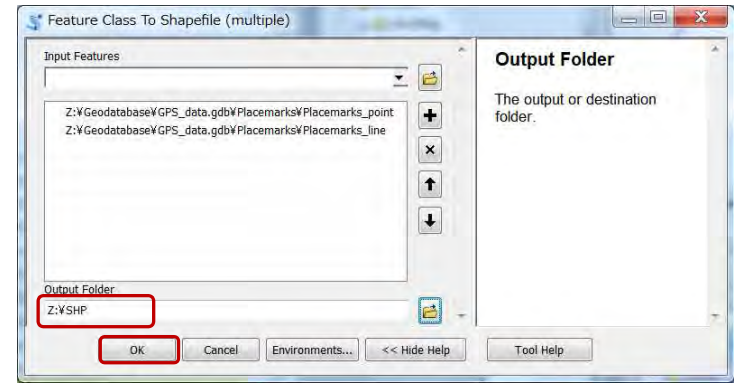 Feature Class To Shapefile (multiple)
Input Features
Z:¥Geodatabase¥GPS_data.gdb¥Placemarks¥Placemarks_point
Z:¥Geodatabase¥GPS_data.gdb¥Placemarks¥Placemarks_line
Output Folder
Z:¥SHP
OK
Cancel
Environments...
<< Hide Help
Output Folder
The output or destination
folder.
Tool Help